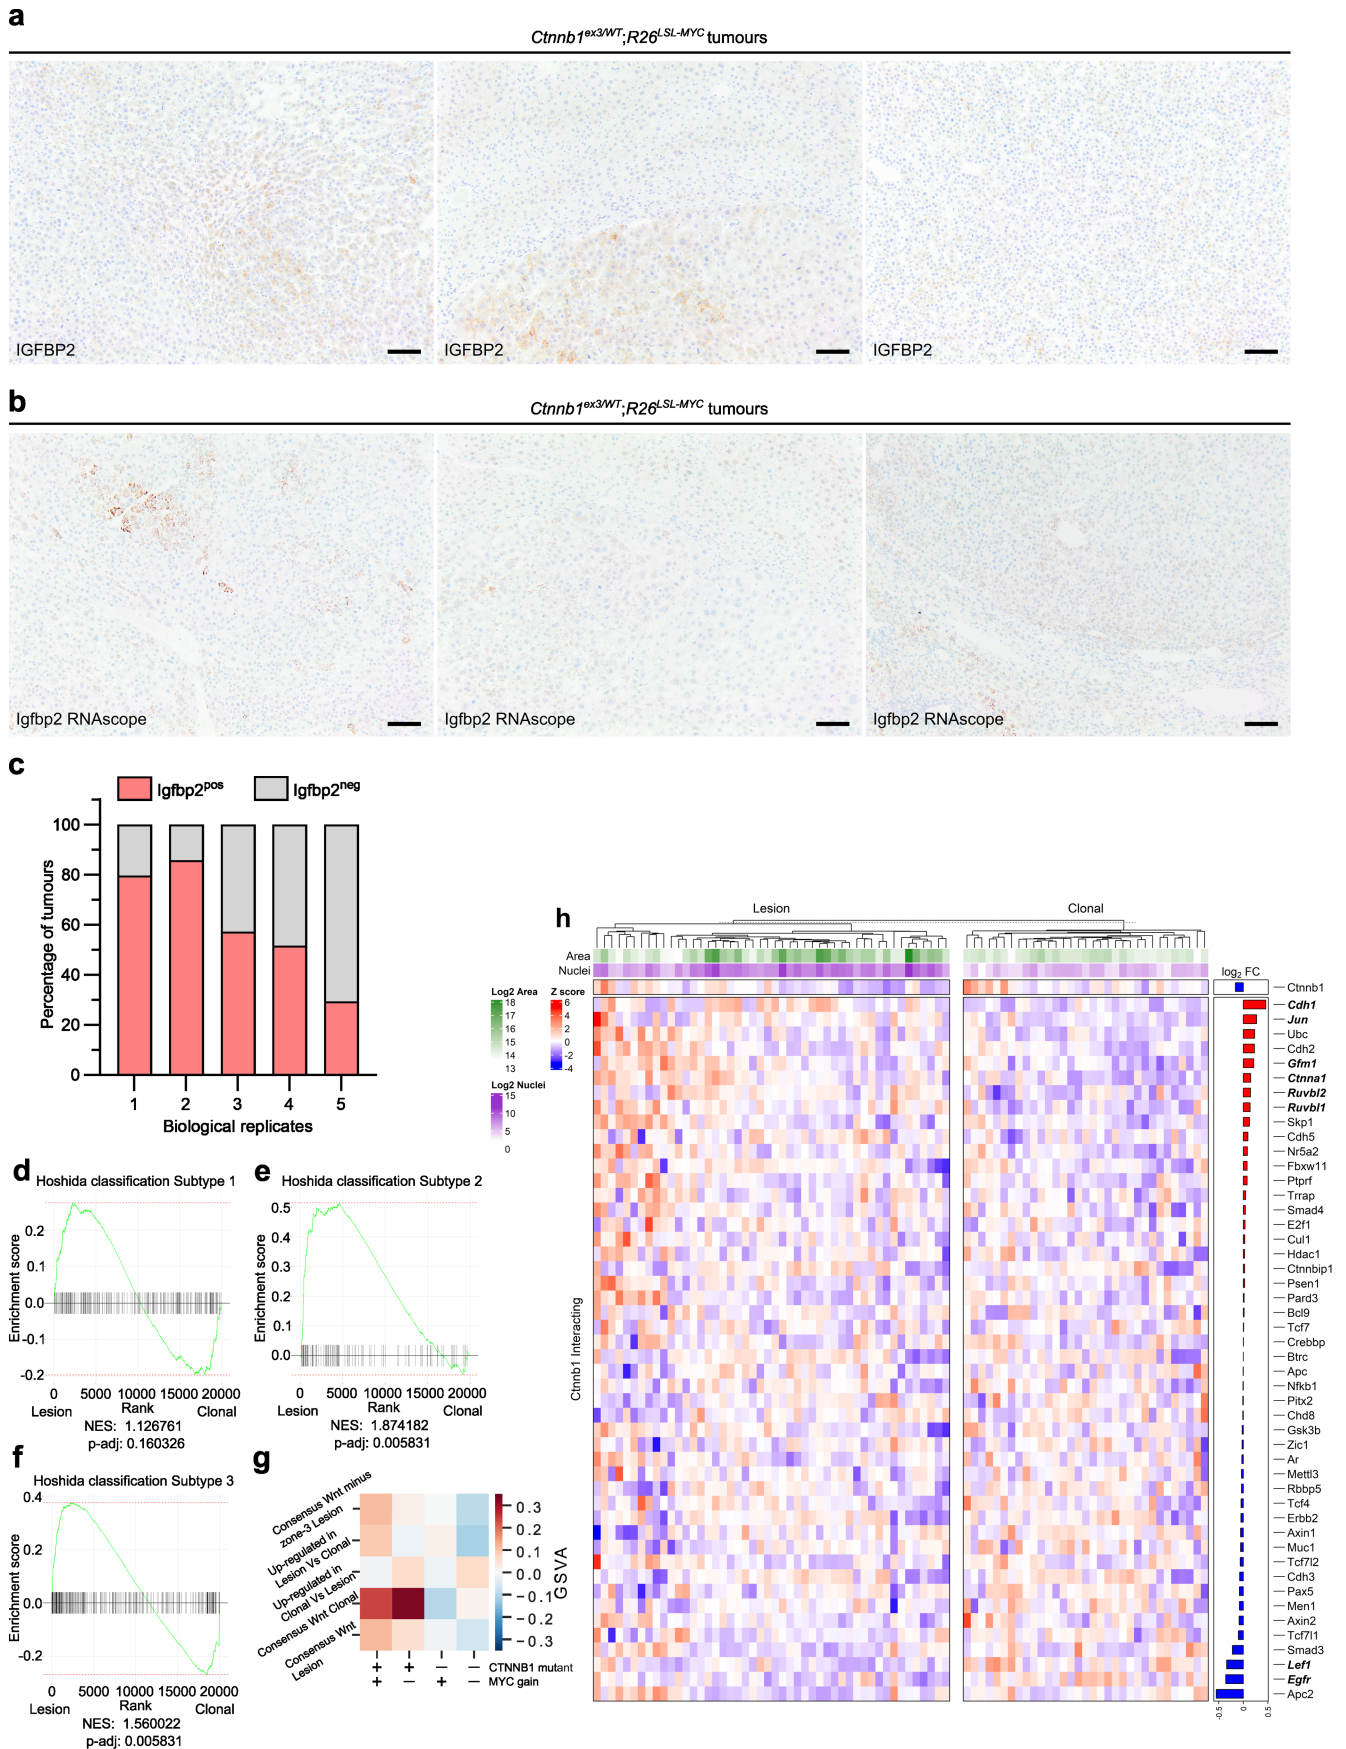 a
Ctnnb1ex3/WT;R26LSL-MYC tumours
IGFBP2
IGFBP2
IGFBP2
b
Ctnnb1ex3/WT;R26LSL-MYC tumours
Igfbp2 RNAscope
Igfbp2 RNAscope
Igfbp2 RNAscope
c
Igfbp2pos
Igfbp2neg
Percentage of tumours
100
80
60
40
20
0
1 2 3 4 5
Biological replicates
d
Hoshida classification Subtype 1
Enrichment score
0.2
0.1
0.0
-0.1
-0.2
0 5000 10000 15000 20000
Lesion Rank Clonal
NES: 1.126761
p-adj: 0.160326
e
Hoshida classification Subtype 2
Enrichment score
0.5
0.4
0.3
0.2
0.1
0.0
0 5000 10000 15000 20000
Lesion Rank Clonal
NES: 1.874182
p-adj: 0.005831
f
Hoshida classification Subtype 3
Enrichment score
0.4
0.2
0.0
-0.2
0 5000 10000 15000 20000
Lesion Rank Clonal
NES: 1.560022
p-adj: 0.005831
g
Consensus Wnt minus
zone-3 Lesion
Up-regulated in
Lesion Vs Clonal
Up-regulated in
Clonal Vs Lesion
Consensus Wnt Clonal
Consensus Wnt
Lesion
0.3
0.2
0.1
0.0
−0.1
−0.2
−0.3
GSVA
+ + − − CTNNB1 mutant
+ − + − MYC gain
h
Lesion
Clonal
Area
Nuclei
Log2 Area
18
17
16
15
14
13
Z score
6
4
2
0
-2
-4
Log2 Nuclei
15
10
5
0
Ctnnb1 Interacting
log2 FC
Ctnnb1
Cdh1
Jun
Ubc
Cdh2
Gfm1
Ctnna1
Ruvbl2
Ruvbl1
Skp1
Cdh5
Nr5a2
Fbxw11
Ptprf
Trrap
Smad4
E2f1
Cul1
Hdac1
Ctnnbip1
Psen1
Pard3
Bcl9
Tcf7
Crebbp
Btrc
Apc
Nfkb1
Pitx2
Chd8
Gsk3b
Zic1
Ar
Mettl3
Rbbp5
Tcf4
Erbb2
Axin1
Muc1
Tcf7l2
Cdh3
Pax5
Men1
Axin2
Tcf7l1
Smad3
Lef1
Egfr
Apc2
-0.5 0 0.5